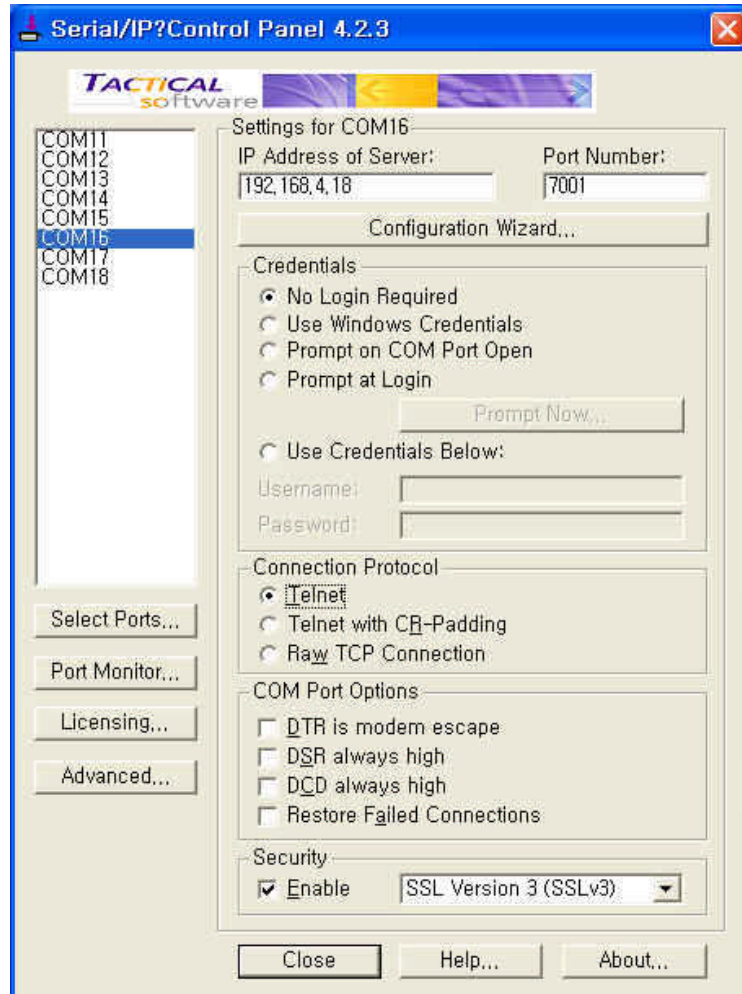 Serial/IP?Control Panel 4.2.3
TACTICAL
software
COM11
COM12
COM13
COM14
COM15
COM16
COM17
COM18
Select Ports...
Port Monitor...
Licensing...
Advanced...
Settings for COM16
IP Address of Server: Port Number:
192.168.4.18 7001
Configuration Wizard...
Credentials
No Login Required
Use Windows Credentials
Prompt on COM Port Open
Prompt at Login
Prompt Now...
Use Credentials Below:
Username:
Password:
Connection Protocol
Telnet
Telnet with CR-Padding
Raw TCP Connection
COM Port Options
DTR is modem escape
DSR always high
DCD always high
Restore Failed Connections
Security
Enable SSL Version 3 (SSLv3)
Close Help... About...